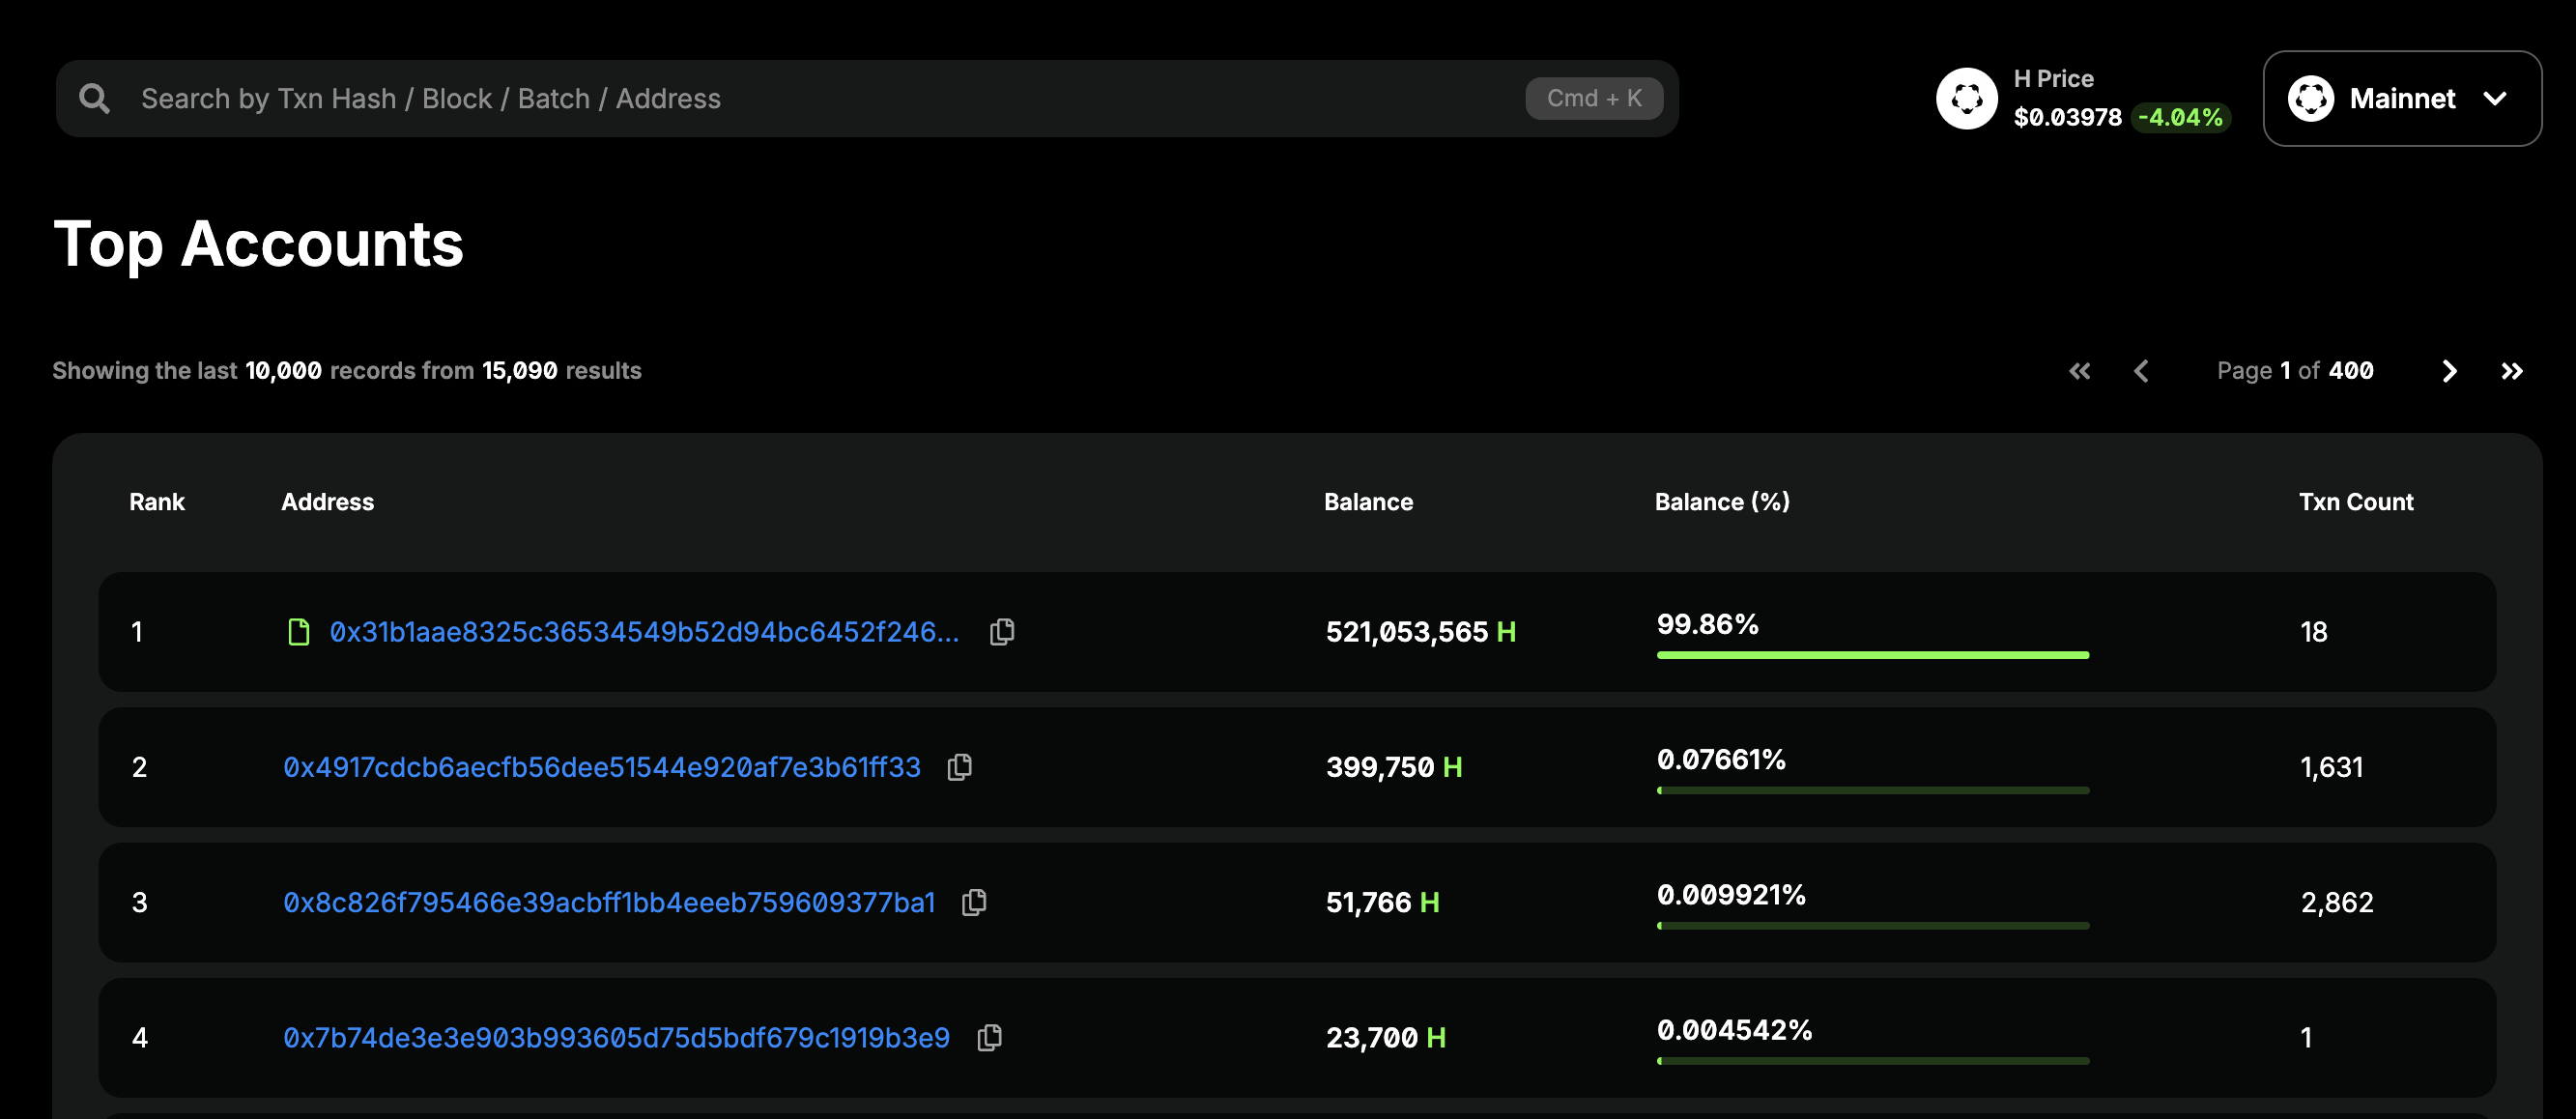 Search by Txn Hash / Block / Batch / Address
Cmd + K
H Price
$0.03978 -4.04%
Mainnet
Top Accounts
Showing the last 10,000 records from 15,090 results
Page 1 of 400
Rank Address Balance Balance (%) Txn Count
1 0x31b1aae8325c36534549b52d94bc6452f246... 521,053,565 H 99.86% 18
2 0x4917cdcb6aecfb56dee51544e920af7e3b61ff33 399,750 H 0.07661% 1,631
3 0x8c826f795466e39acbff1bb4eeeb759609377ba1 51,766 H 0.009921% 2,862
4 0x7b74de3e3e903b993605d75d5bdf679c1919b3e9 23,700 H 0.004542% 1